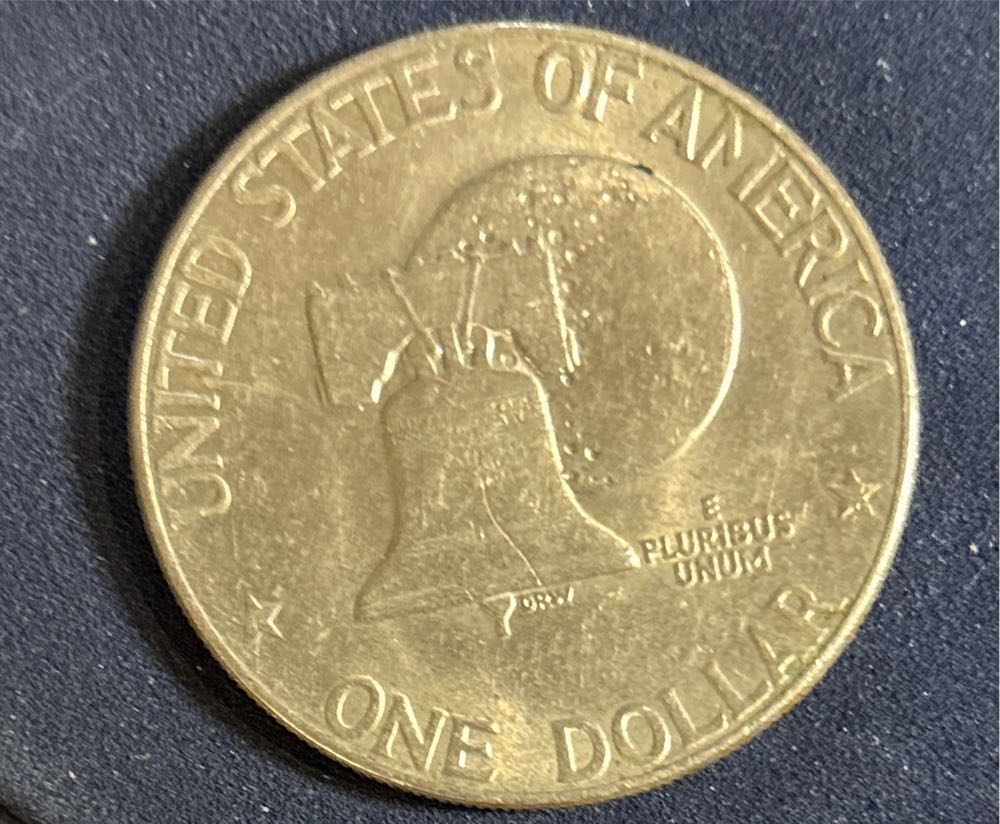 UNITED STATES OF AMERICA
E
PLURIBUS
UNUM
ONE DOLLAR